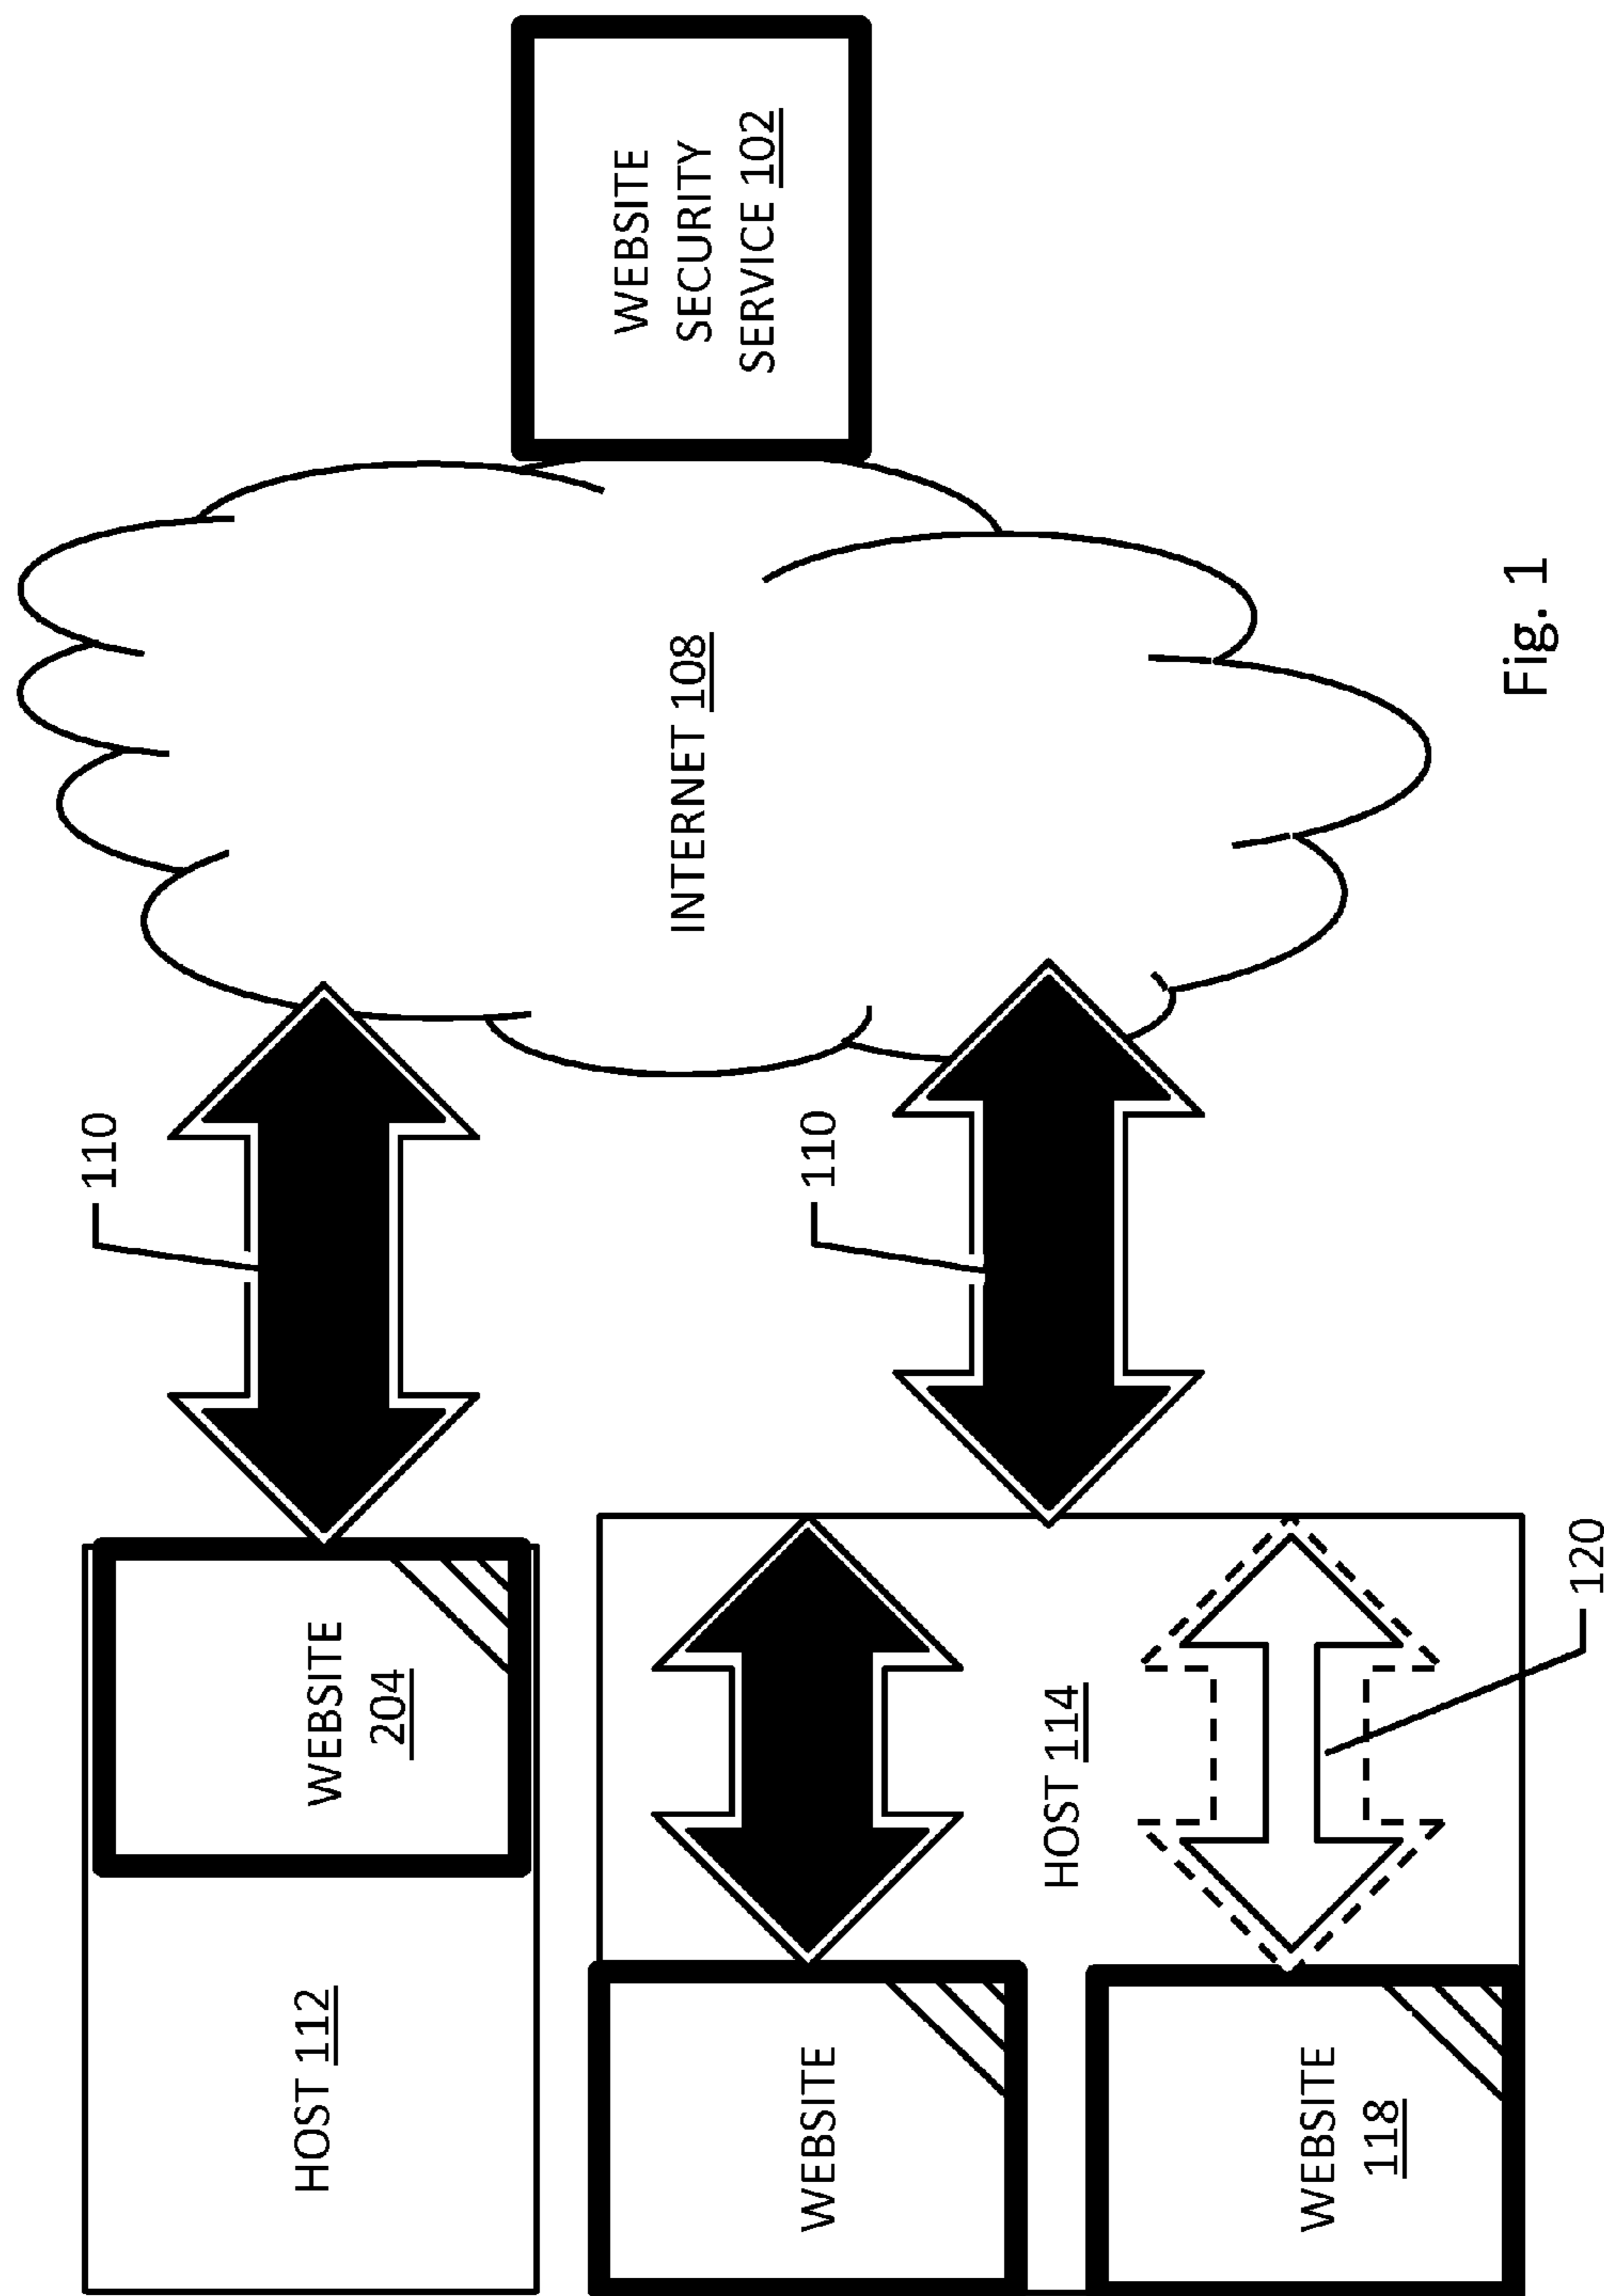 HOST 112
WEBSITE
204
110
WEBSITE
HOST 114
WEBSITE
118
120
110
INTERNET 108
WEBSITE
SECURITY
SERVICE 102
Fig. 1